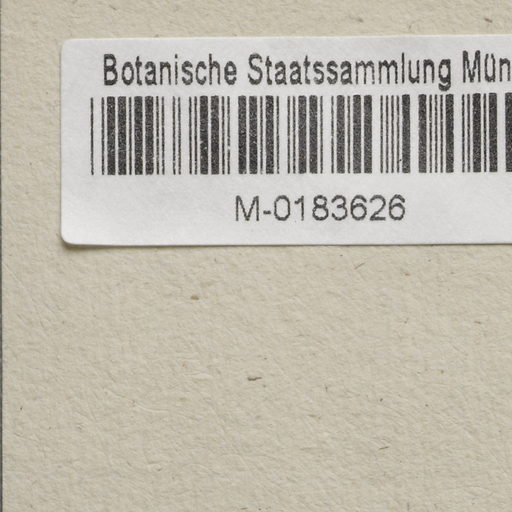 Botanische Staatssammlung Mün
M-0183626